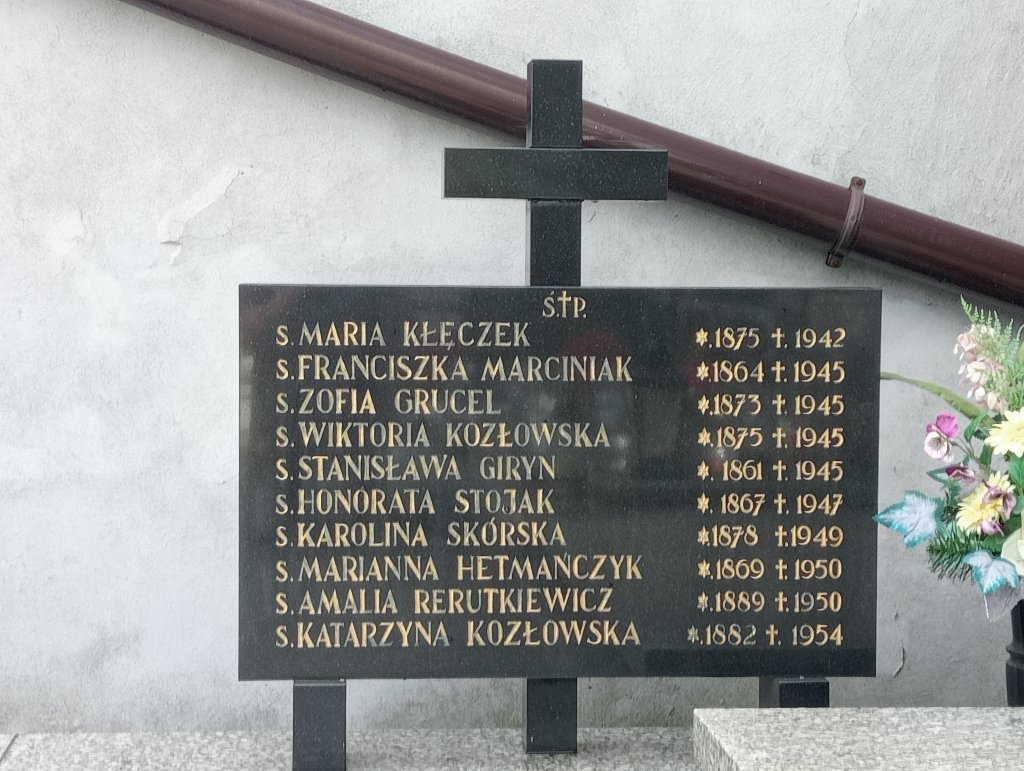 Ś.†P.
S. MARIA KŁĘCZEK *.1875 †. 1942
S. FRANCISZKA MARCINIAK *.1864 †. 1945
S. ZOFIA GRUCEL *.1873 †. 1945
S. WIKTORIA KOZŁOWSKA *.1875 †. 1945
S. STANISŁAWA GIRYN *. 1861 †. 1945
S. HONORATA STOJAK *. 1867 †. 1947
S. KAROLINA SKÓRSKA *1878 †.1949
S. MARIANNA HETMAŃCZYK *.1869 †. 1950
S. AMALIA RERUTKIEWICZ *.1889 †. 1950
S. KATARZYNA KOZŁOWSKA *.1882 †. 1954